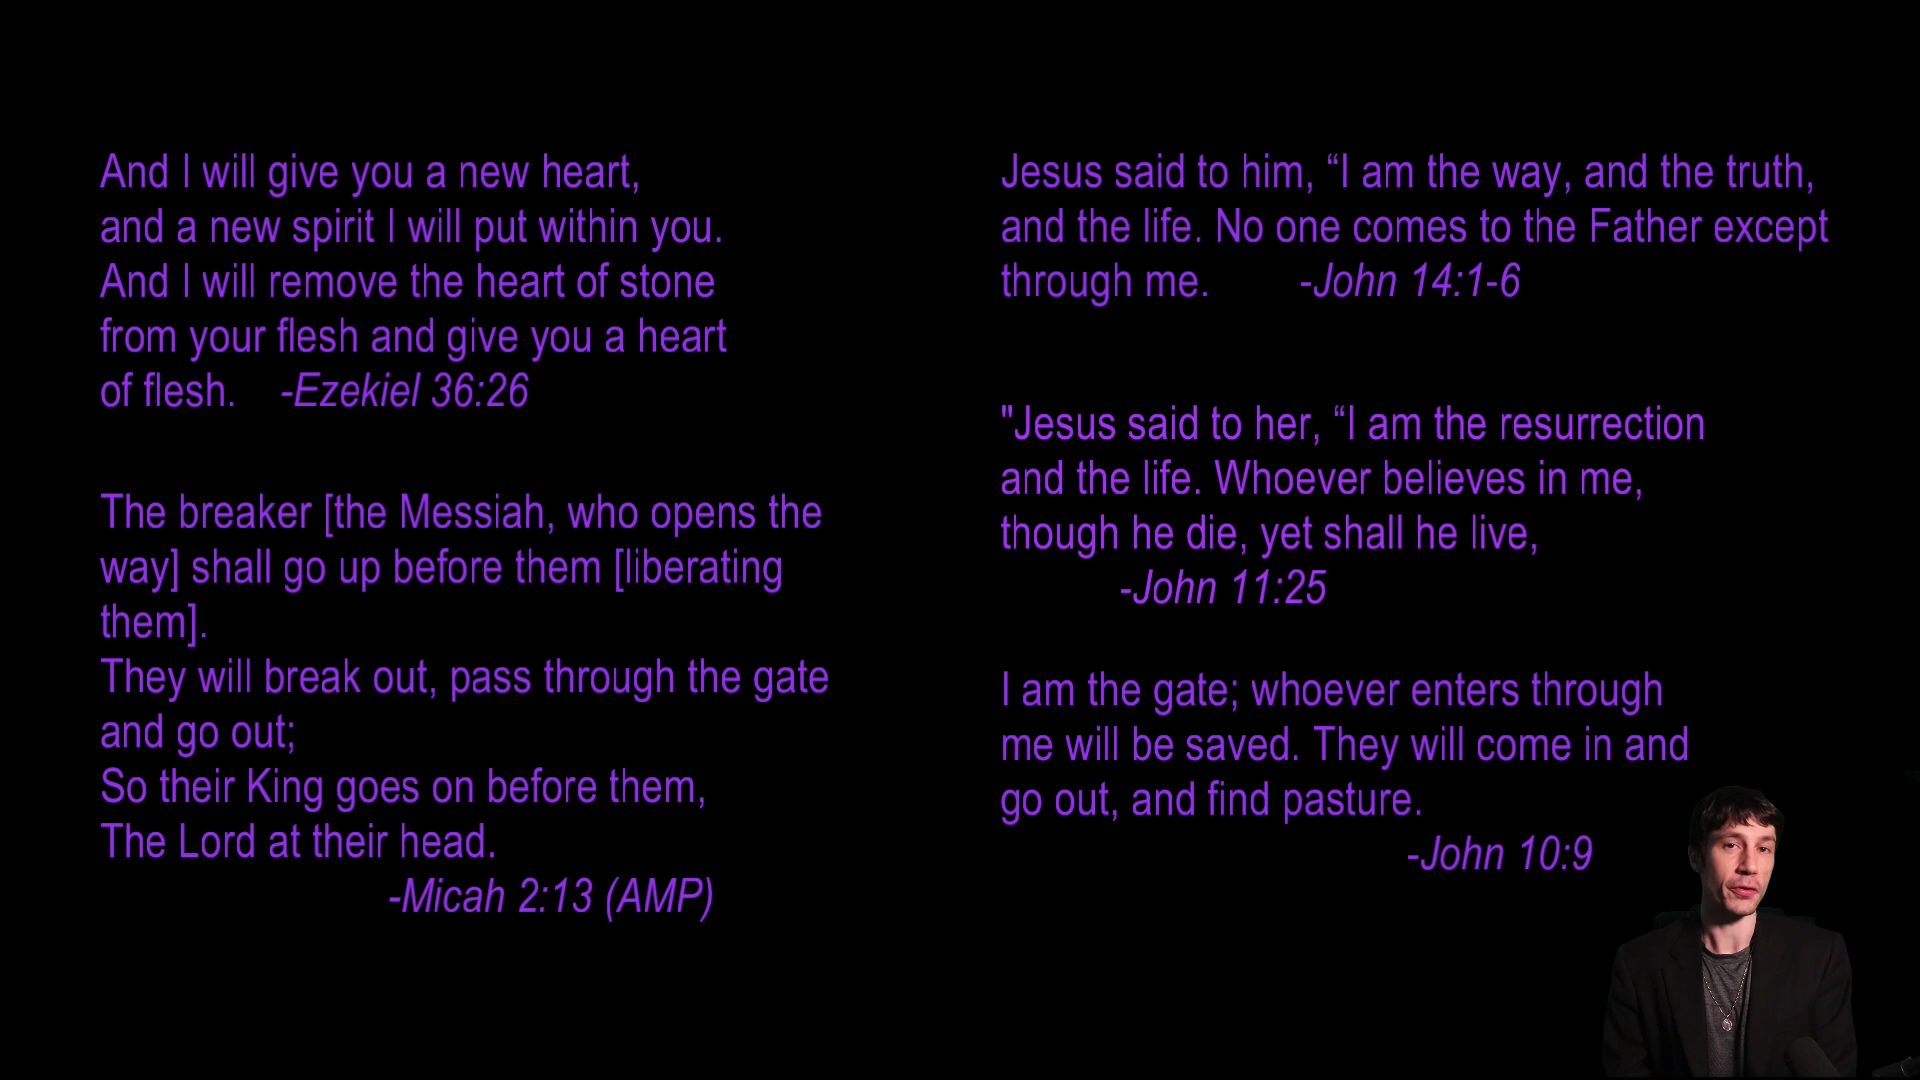 And I will give you a new heart,
and a new spirit I will put within you.
And I will remove the heart of stone
from your flesh and give you a heart
of flesh. -Ezekiel 36:26
The breaker [the Messiah, who opens the
way] shall go up before them [liberating
them].
They will break out, pass through the gate
and go out;
So their King goes on before them,
The Lord at their head.
-Micah 2:13 (AMP)
Jesus said to him, “I am the way, and the truth,
and the life. No one comes to the Father except
through me. -John 14:1-6
"Jesus said to her, “I am the resurrection
and the life. Whoever believes in me,
though he die, yet shall he live,
-John 11:25
I am the gate; whoever enters through
me will be saved. They will come in and
go out, and find pasture.
-John 10:9